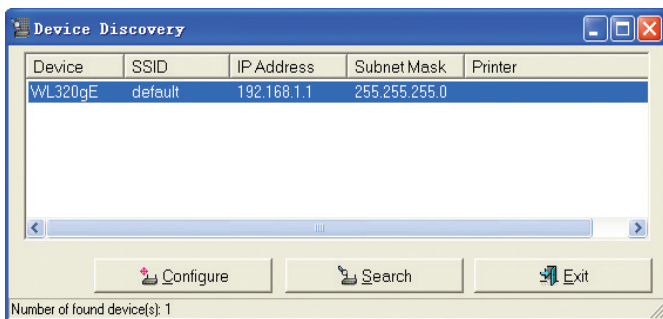 Device Discovery
Device SSID IP Address Subnet Mask Printer
WL320gE default 192.168.1.1 255.255.255.0
Configure Search Exit
Number of found device(s): 1